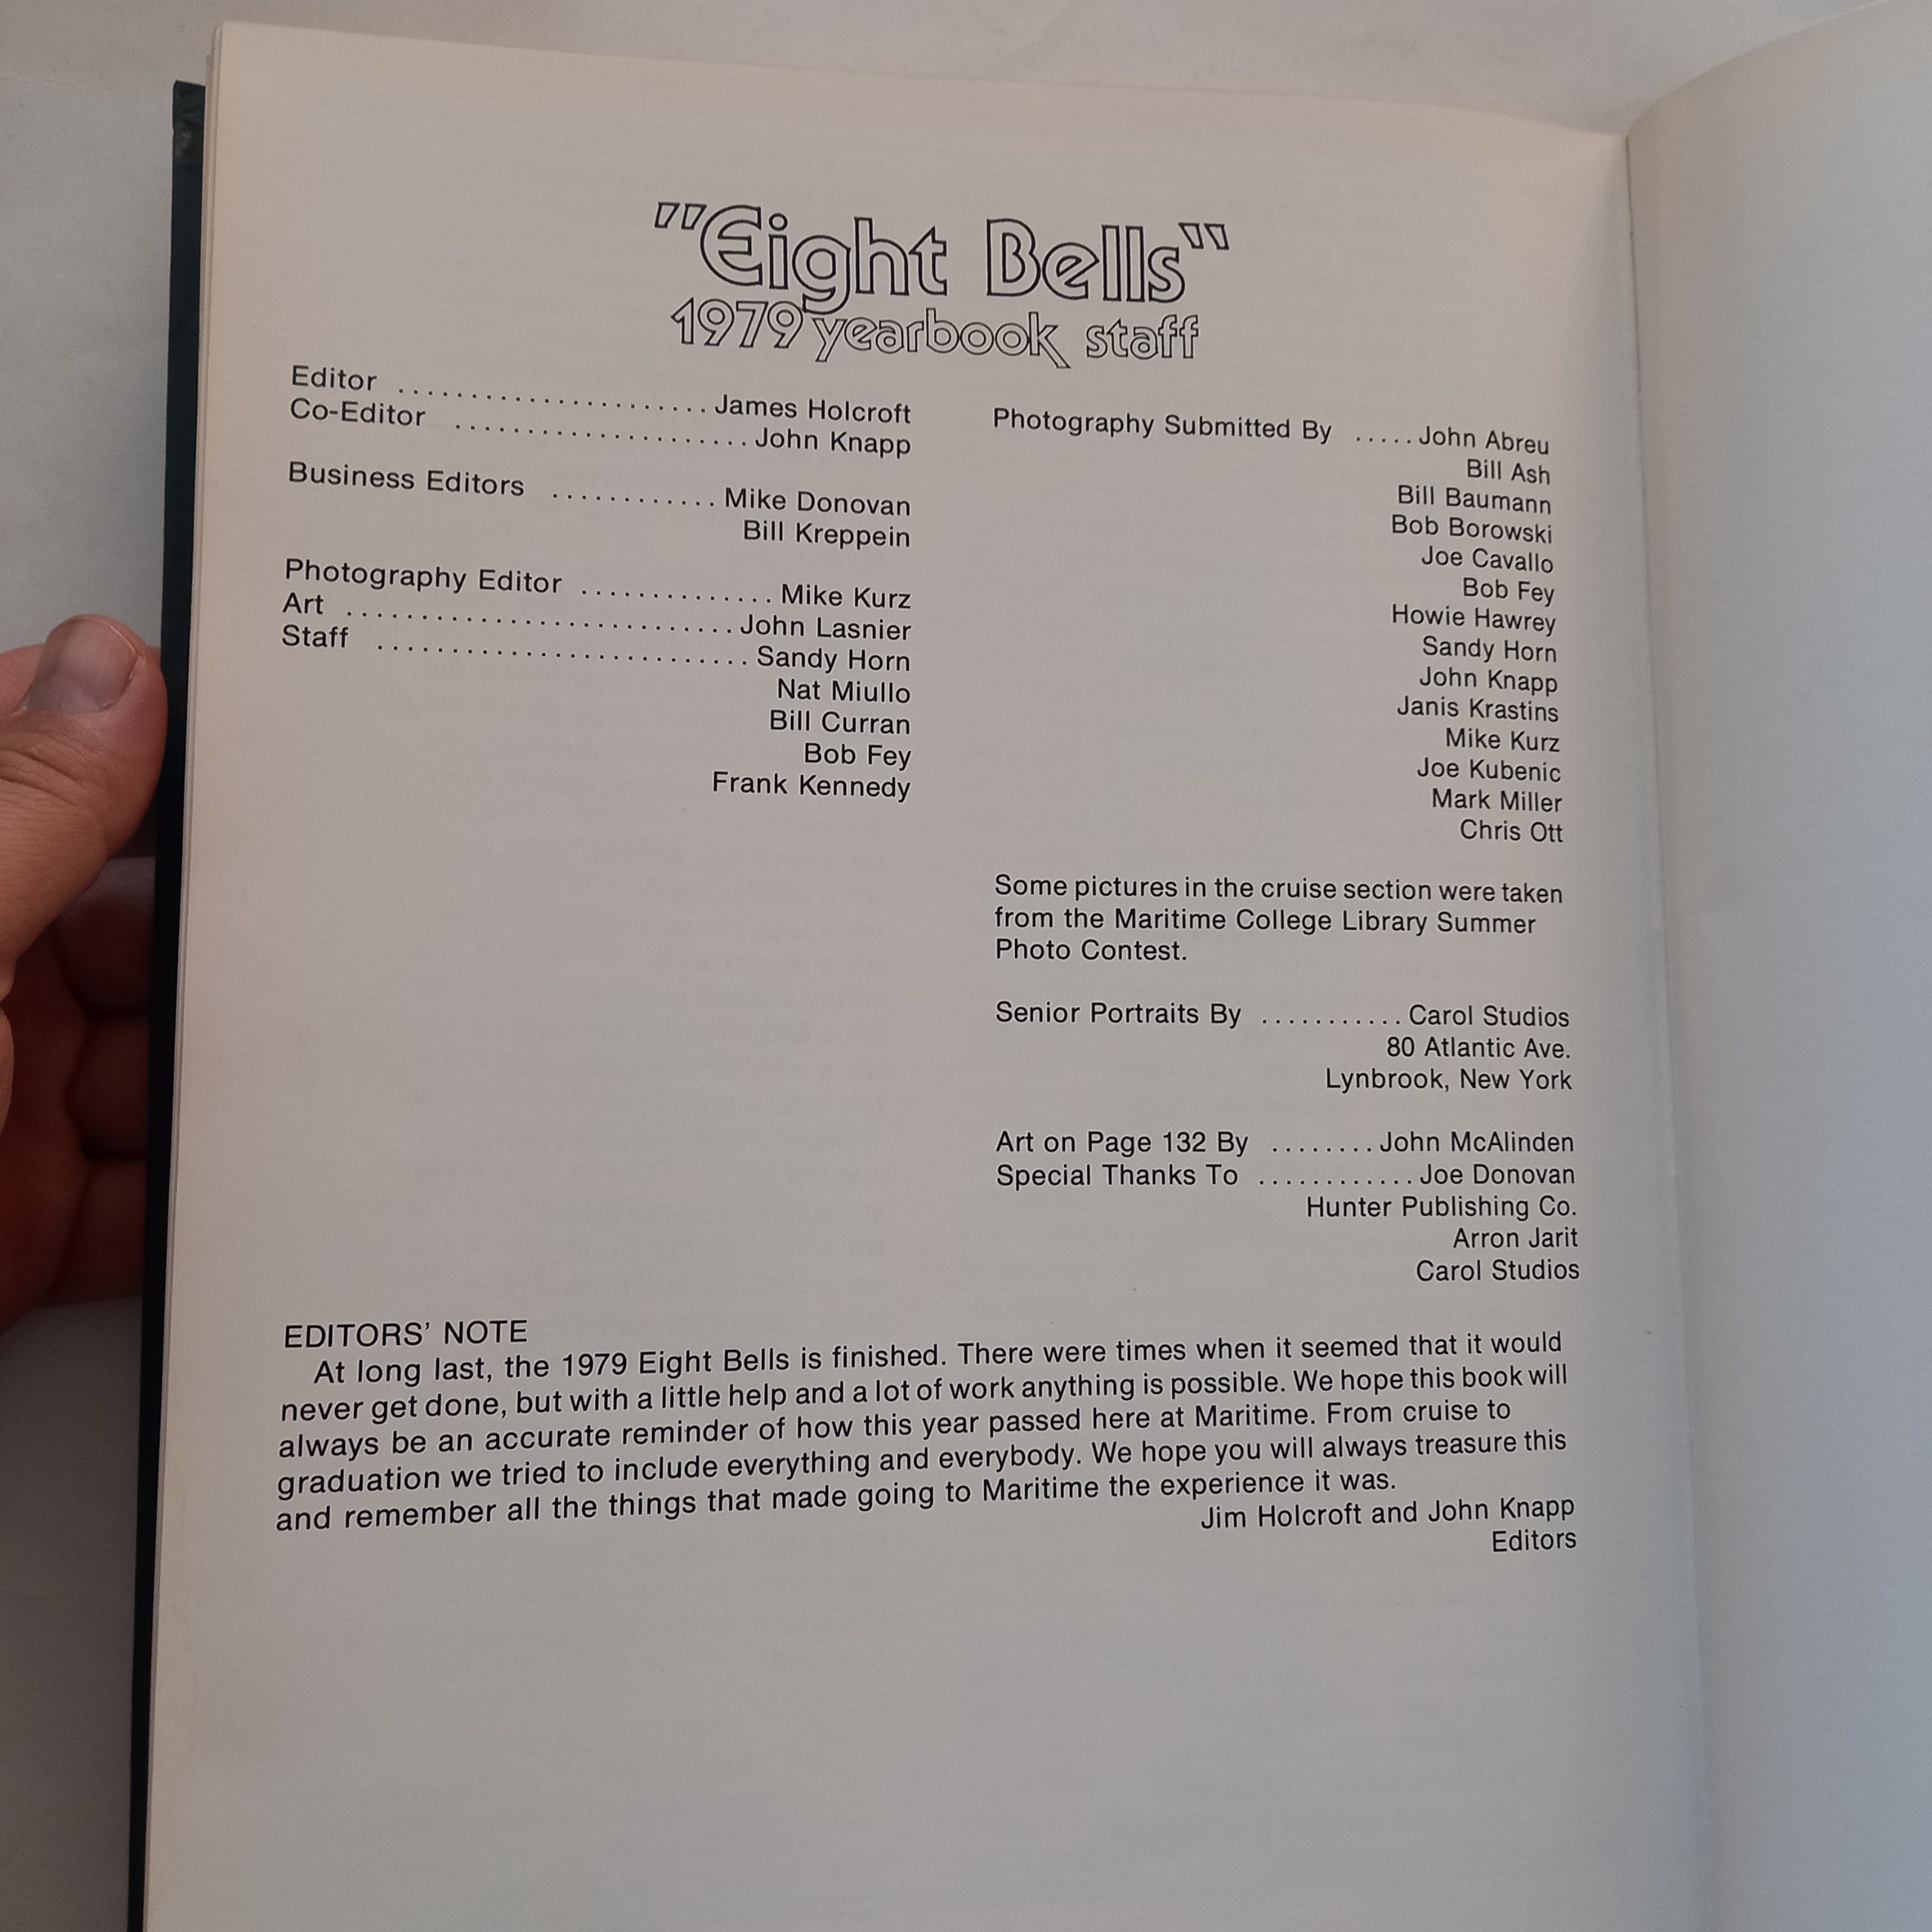 "Eight Bells"
1979 yearbook staff
Editor ...................... James Holcroft
Co-Editor .................... John Knapp
Business Editors ............ Mike Donovan
Bill Kreppein
Photography Editor ............. Mike Kurz
Art ........................... John Lasnier
Staff .......................... Sandy Horn
Nat Miullo
Bill Curran
Bob Fey
Frank Kennedy
Photography Submitted By ..... John Abreu
Bill Ash
Bill Baumann
Bob Borowski
Joe Cavallo
Bob Fey
Howie Hawrey
Sandy Horn
John Knapp
Janis Krastins
Mike Kurz
Joe Kubenic
Mark Miller
Chris Ott
Some pictures in the cruise section were taken
from the Maritime College Library Summer
Photo Contest.
Senior Portraits By ........... Carol Studios
80 Atlantic Ave.
Lynbrook, New York
Art on Page 132 By ........ John McAlinden
Special Thanks To ............ Joe Donovan
Hunter Publishing Co.
Arron Jarit
Carol Studios
EDITORS' NOTE
At long last, the 1979 Eight Bells is finished. There were times when it seemed that it would
never get done, but with a little help and a lot of work anything is possible. We hope this book will
always be an accurate reminder of how this year passed here at Maritime. From cruise to
graduation we tried to include everything and everybody. We hope you will always treasure this
and remember all the things that made going to Maritime the experience it was.
Jim Holcroft and John Knapp
Editors